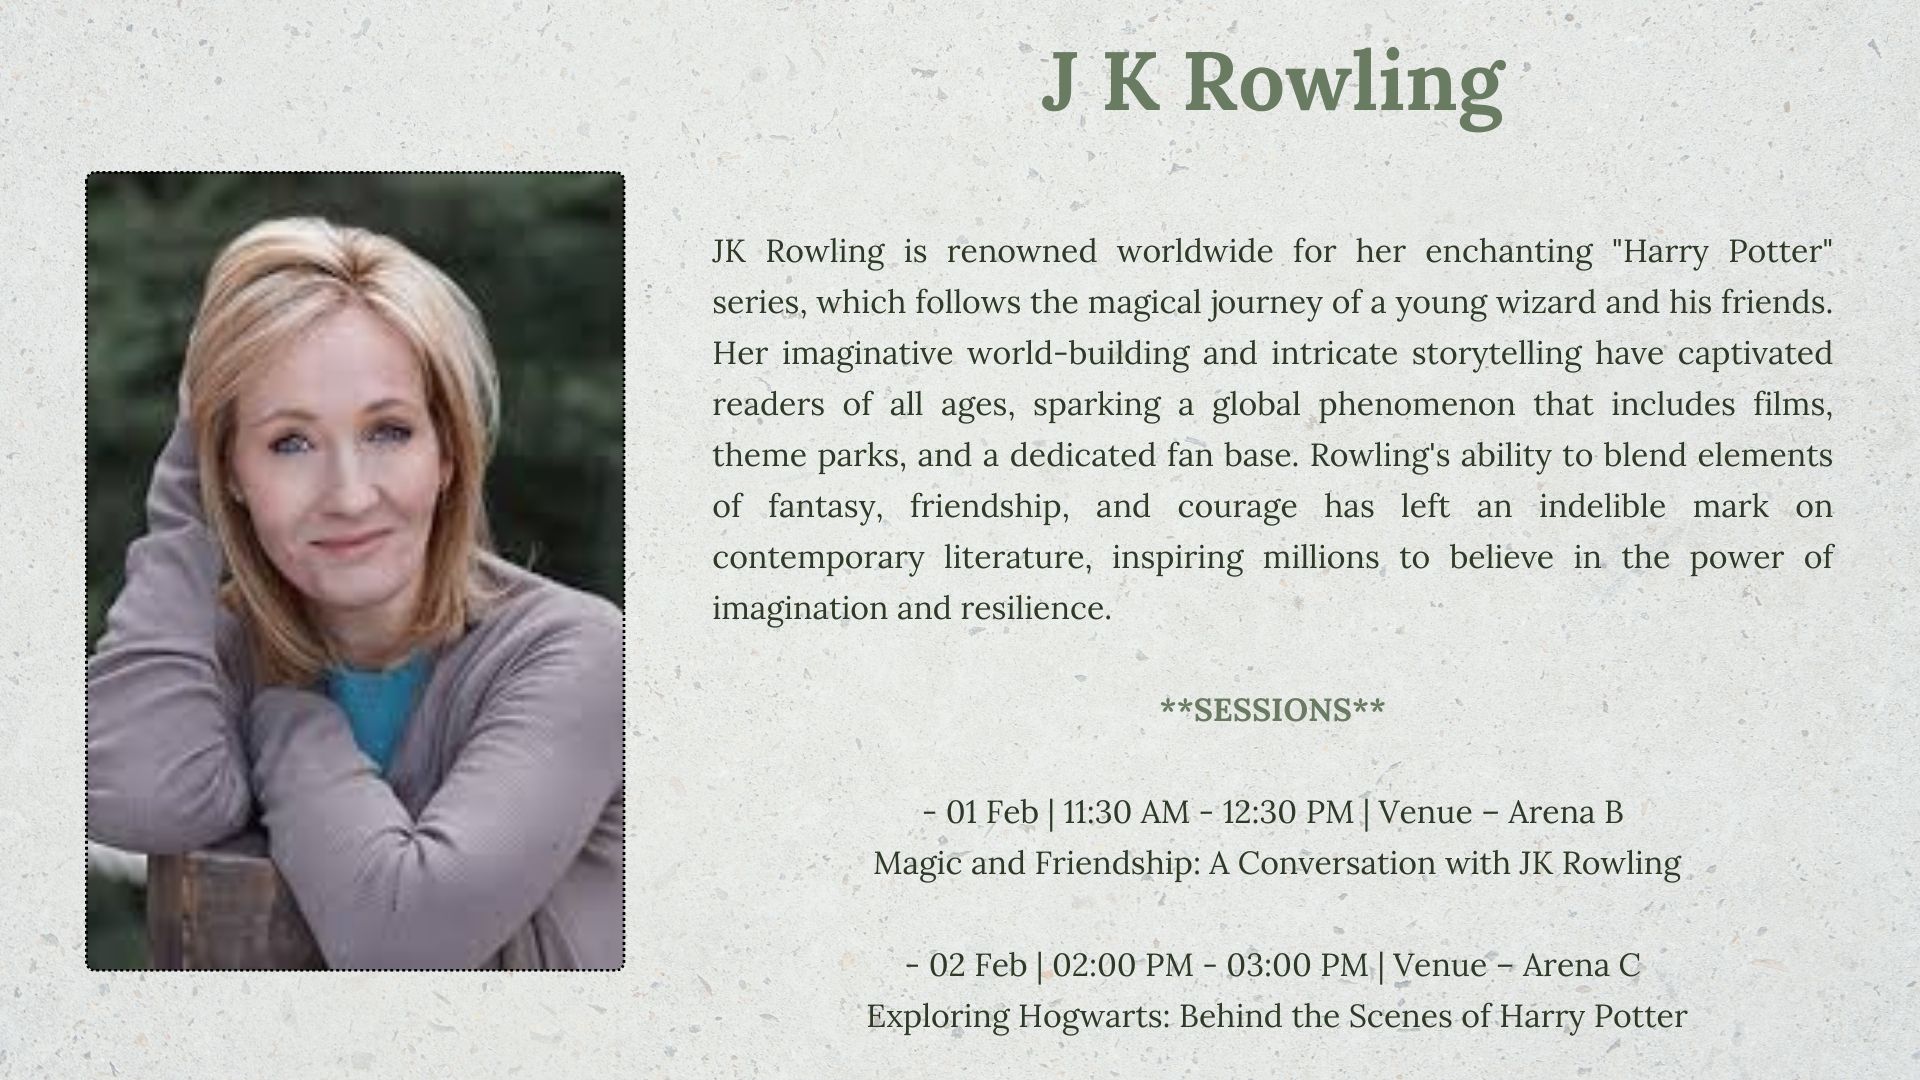 J K Rowling
JK Rowling is renowned worldwide for her enchanting "Harry Potter"
series, which follows the magical journey of a young wizard and his friends.
Her imaginative world-building and intricate storytelling have captivated
readers of all ages, sparking a global phenomenon that includes films,
theme parks, and a dedicated fan base. Rowling's ability to blend elements
of fantasy, friendship, and courage has left an indelible mark on
contemporary literature, inspiring millions to believe in the power of
imagination and resilience.
**SESSIONS**
- 01 Feb | 11:30 AM - 12:30 PM | Venue – Arena B
Magic and Friendship: A Conversation with JK Rowling
- 02 Feb | 02:00 PM - 03:00 PM | Venue – Arena C
Exploring Hogwarts: Behind the Scenes of Harry Potter